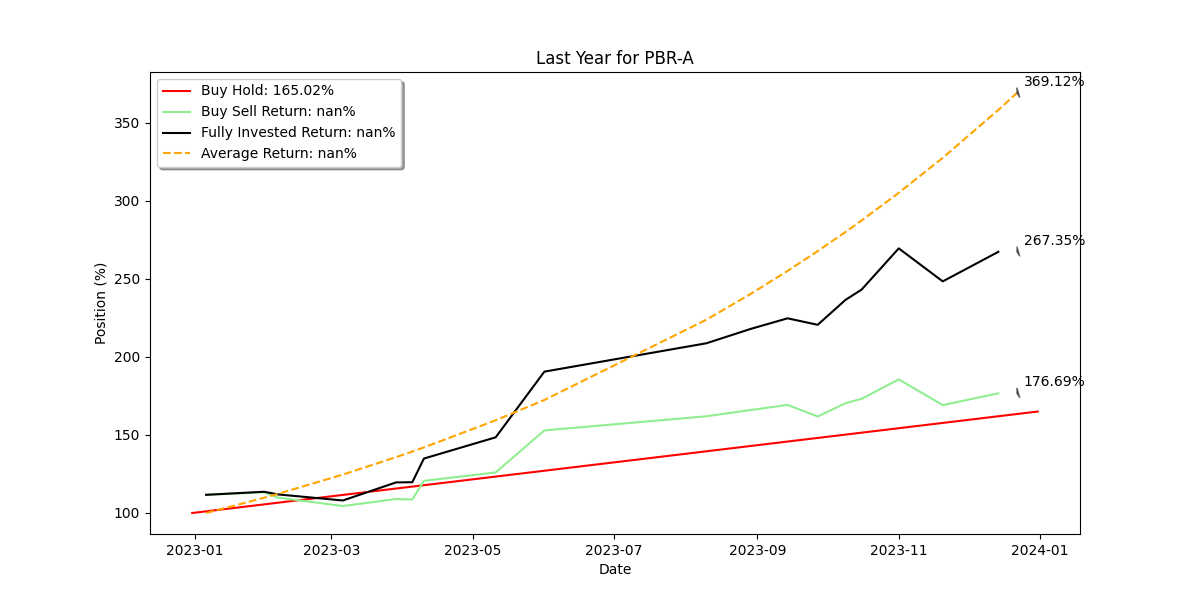 Last Year for PBR-A
Buy Hold: 165.02%
Buy Sell Return: nan%
Fully Invested Return: nan%
Average Return: nan%
369.12%
267.35%
176.69%
Position (%)
350
300
250
200
150
100
2023-01
2023-03
2023-05
2023-07
2023-09
2023-11
2024-01
Date